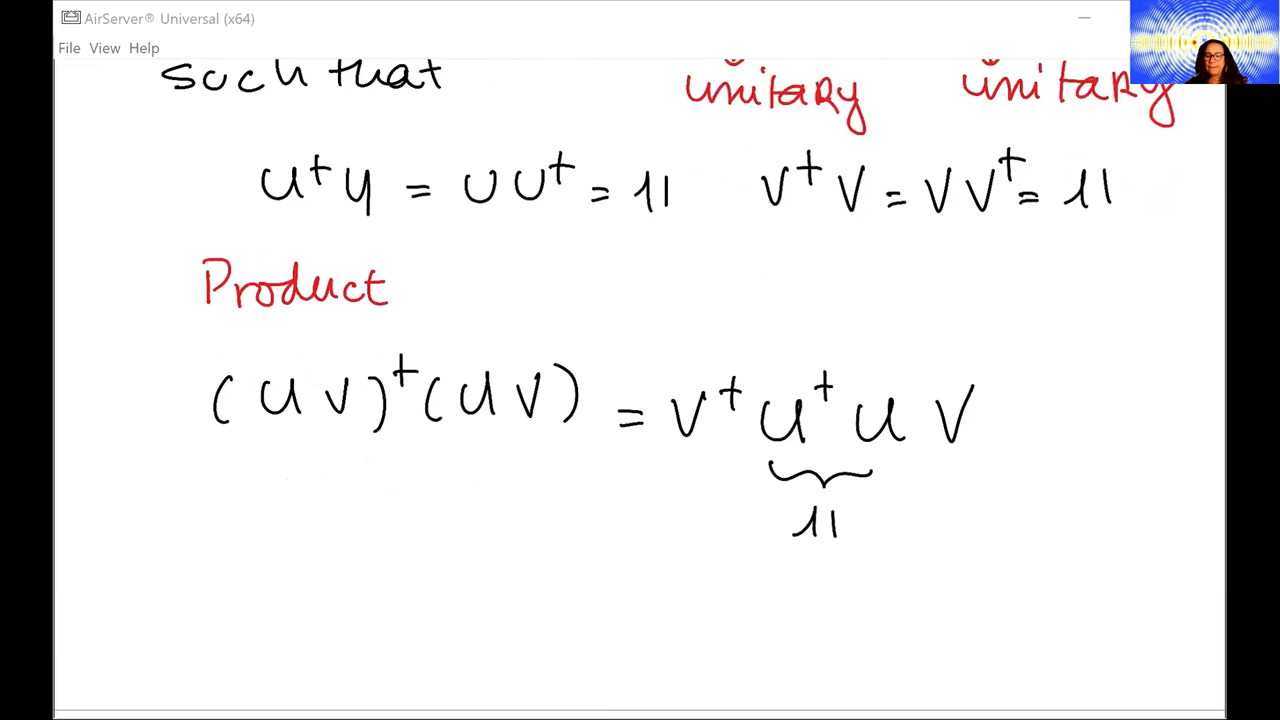 AirServer® Universal (x64)
File View Help
such that unitary unitary
U†U = UU† = 11 V†V = VV† = 11
Product
(UV)†(UV) = V†U†UV
11